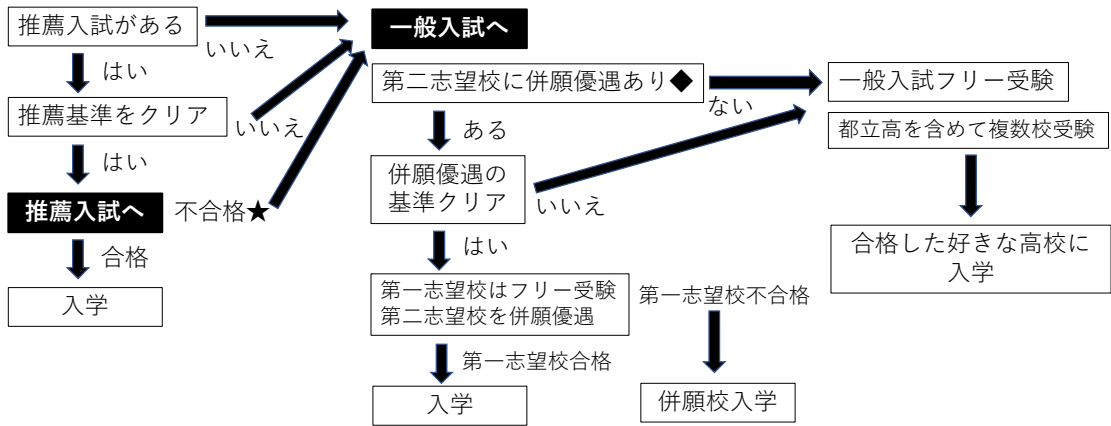 推薦入試がある
いいえ
はい
推薦基準をクリア
いいえ
はい
推薦入試へ
不合格★
合格
入学
一般入試へ
第二志望校に併願優遇あり◆
ない
ある
併願優遇の
基準クリア
いいえ
はい
第一志望校はフリー受験
第二志望校を併願優遇
第一志望校合格
入学
第一志望校不合格
併願校入学
一般入試フリー受験
都立高を含めて複数校受験
合格した好きな高校に
入学